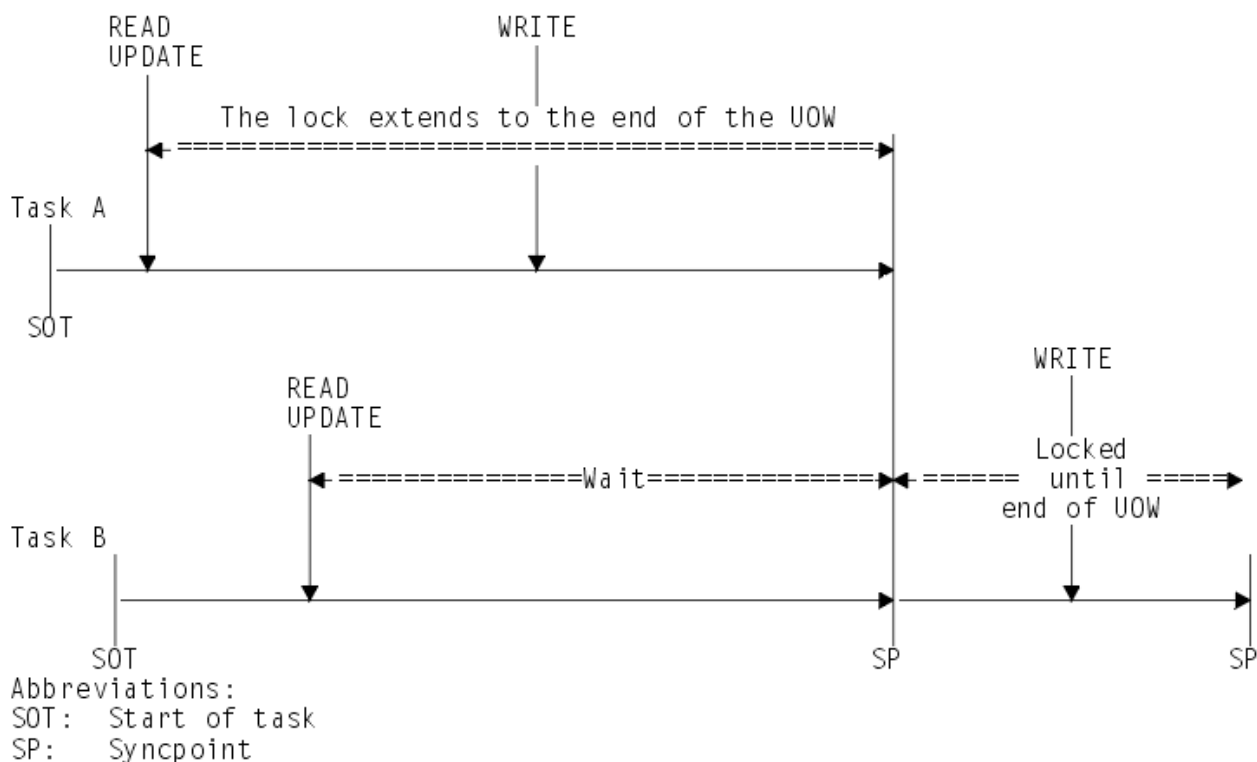 READ
UPDATE
WRITE
The lock extends to the end of the UOW
Task A
SOT
WRITE
READ
UPDATE
Wait
Locked
until
end of UOW
Task B
SOT
SP
SP
Abbreviations:
SOT: Start of task
SP: Syncpoint